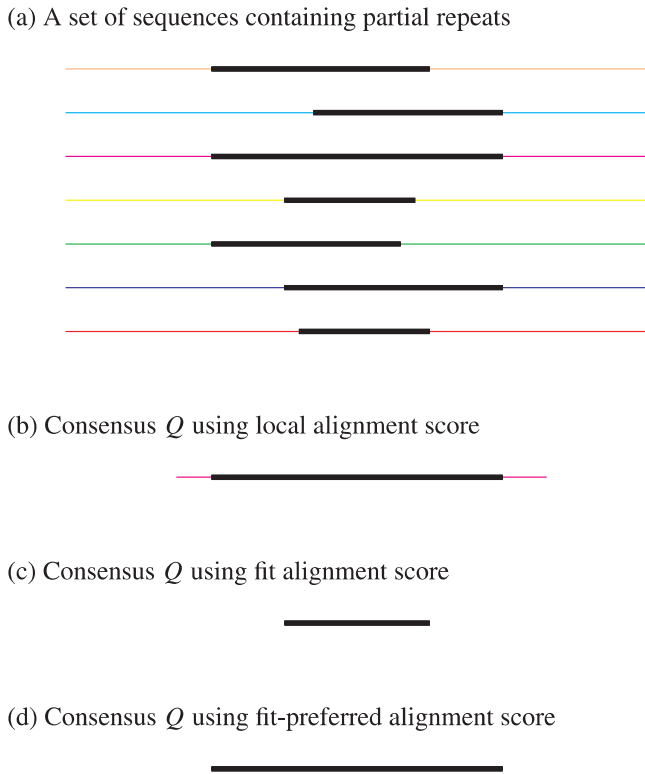 (a) A set of sequences containing partial repeats
(b) Consensus Q using local alignment score
(c) Consensus Q using fit alignment score
(d) Consensus Q using fit-preferred alignment score